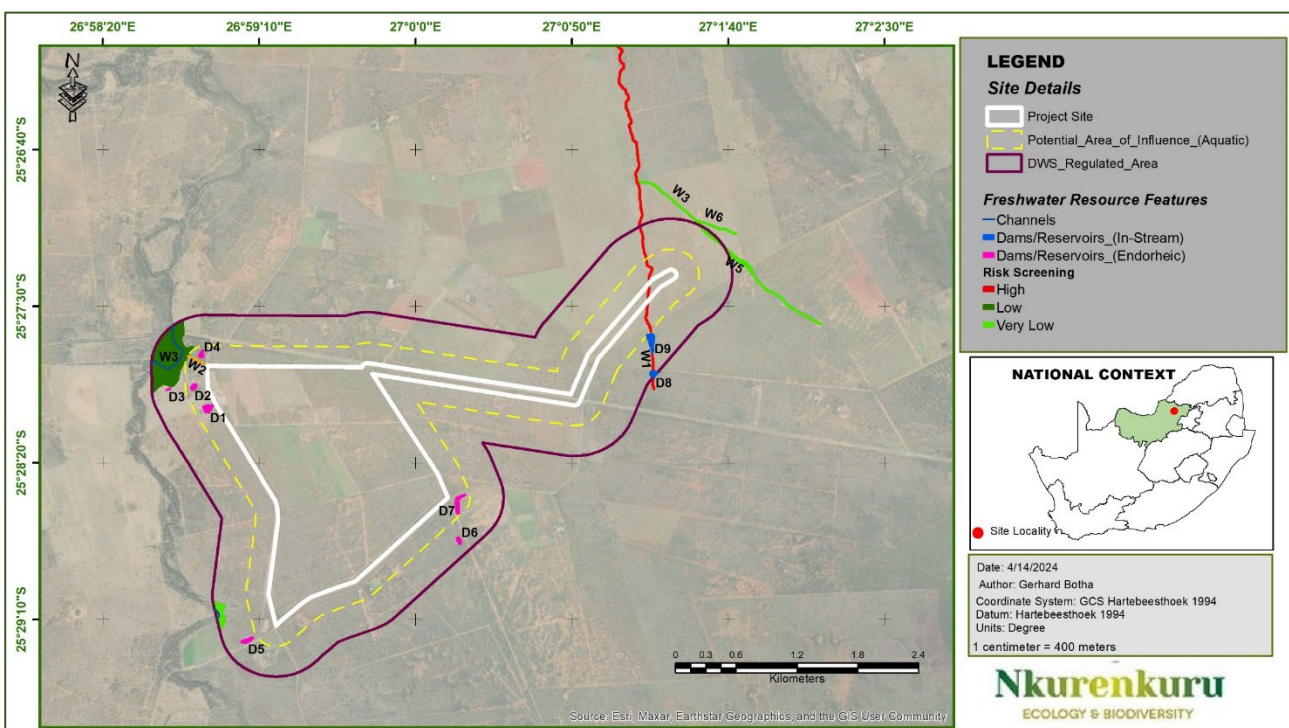 26°58'20"E 26°59'10"E 27°0'0"E 27°0'50"E 27°1'40"E 27°2'30"E
N
25°26'40"S
25°27'30"S
25°28'20"S
25°29'10"S
W3
W6
W5
D4
W3
W2
D3
D2
D1
D9
W1
D8
D7
D6
D5
0 0.3 0.6 1.2 1.8 2.4
Kilometers
Source: Esri, Maxar, Earthstar Geographics, and the GIS User Community
LEGEND
Site Details
Project Site
Potential_Area_of_Influence_(Aquatic)
DWS_Regulated_Area
Freshwater Resource Features
Channels
Dams/Reservoirs_(In-Stream)
Dams/Reservoirs_(Endorheic)
Risk Screening
High
Low
Very Low
NATIONAL CONTEXT
Site Locality
Date: 4/14/2024
Author: Gerhard Botha
Coordinate System: GCS Hartebeesthoek 1994
Datum: Hartebeesthoek 1994
Units: Degree
1 centimeter = 400 meters
Nkurenkuru
ECOLOGY & BIODIVERSITY